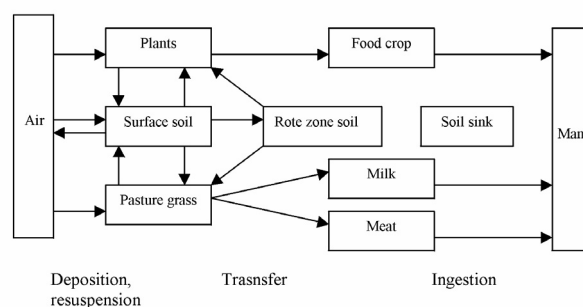 Plants
Food crop
Air
Surface soil
Rote zone soil
Soil sink
Man
Milk
Pasture grass
Meat
Deposition,
resuspension
Trasnsfer
Ingestion